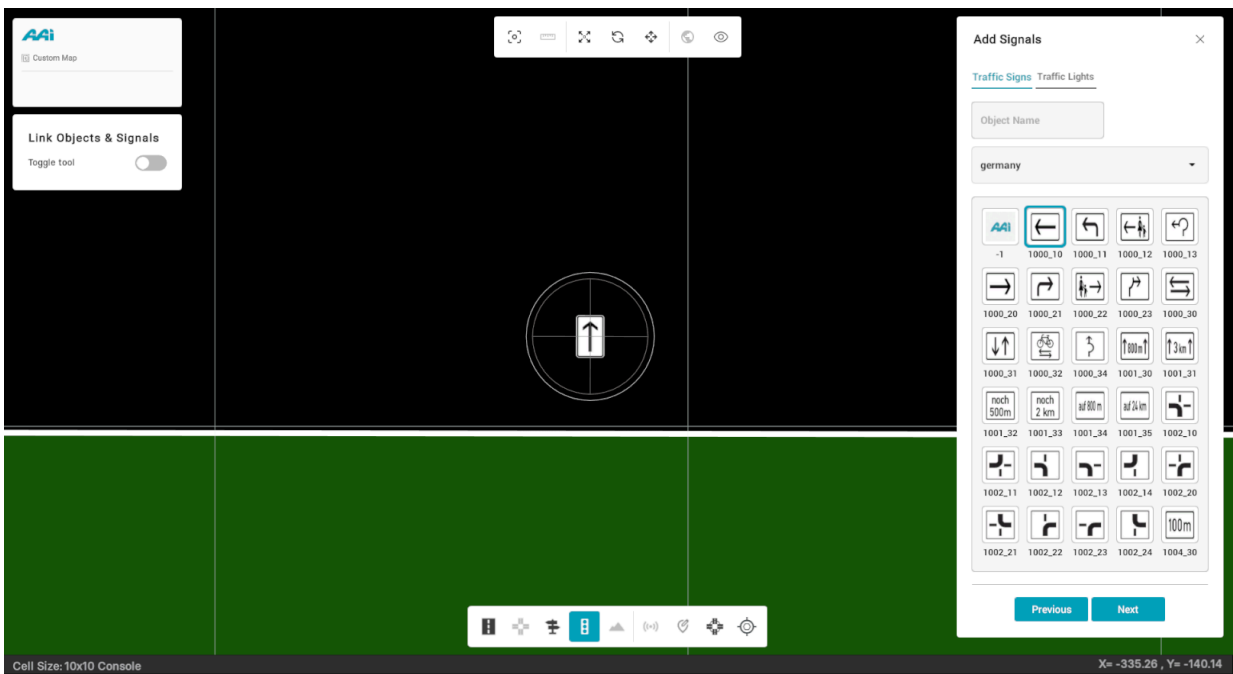 AAi
Custom Map
Link Objects & Signals
Toggle tool
Add Signals
Traffic Signs Traffic Lights
Object Name
germany
AAi
-1 1000_10 1000_11 1000_12 1000_13
1000_20 1000_21 1000_22 1000_23 1000_30
800m 3 km
1000_31 1000_32 1000_34 1001_30 1001_31
noch 500m noch 2 km auf 800 m auf 24 km
1001_32 1001_33 1001_34 1001_35 1002_10
1002_11 1002_12 1002_13 1002_14 1002_20
100m
1002_21 1002_22 1002_23 1002_24 1004_30
Previous Next
Cell Size: 10x10 Console
X= -335.26 , Y= -140.14